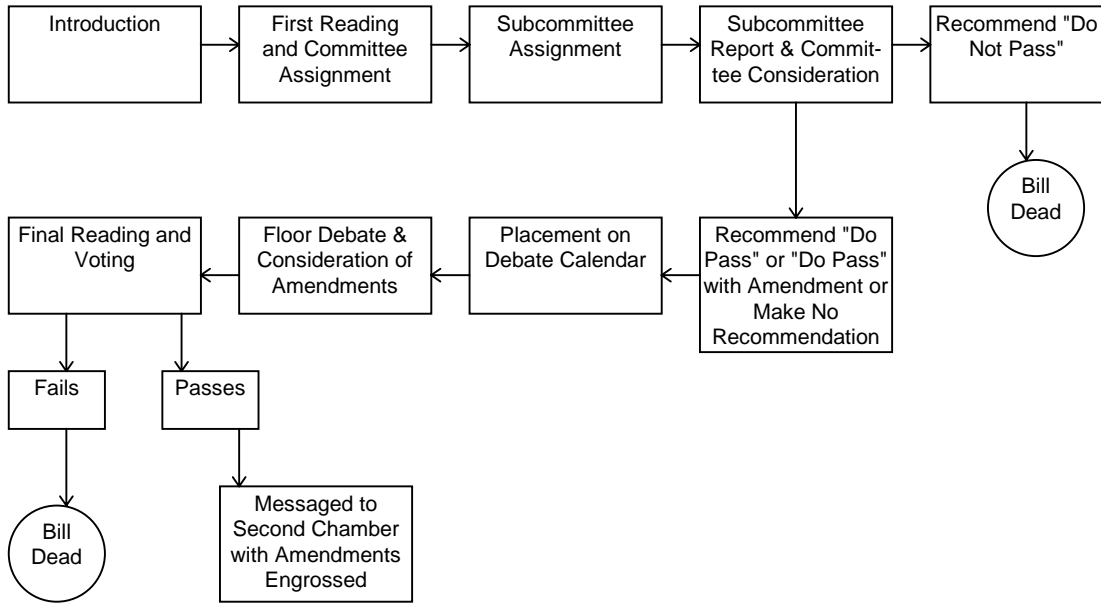 Introduction
First Reading
and Committee
Assignment
Subcommittee
Assignment
Subcommittee
Report & Commit-
tee Consideration
Recommend "Do
Not Pass"
Bill
Dead
Final Reading and
Voting
Floor Debate &
Consideration of
Amendments
Placement on
Debate Calendar
Recommend "Do
Pass" or "Do Pass"
with Amendment or
Make No
Recommendation
Fails
Passes
Bill
Dead
Messaged to
Second Chamber
with Amendments
Engrossed